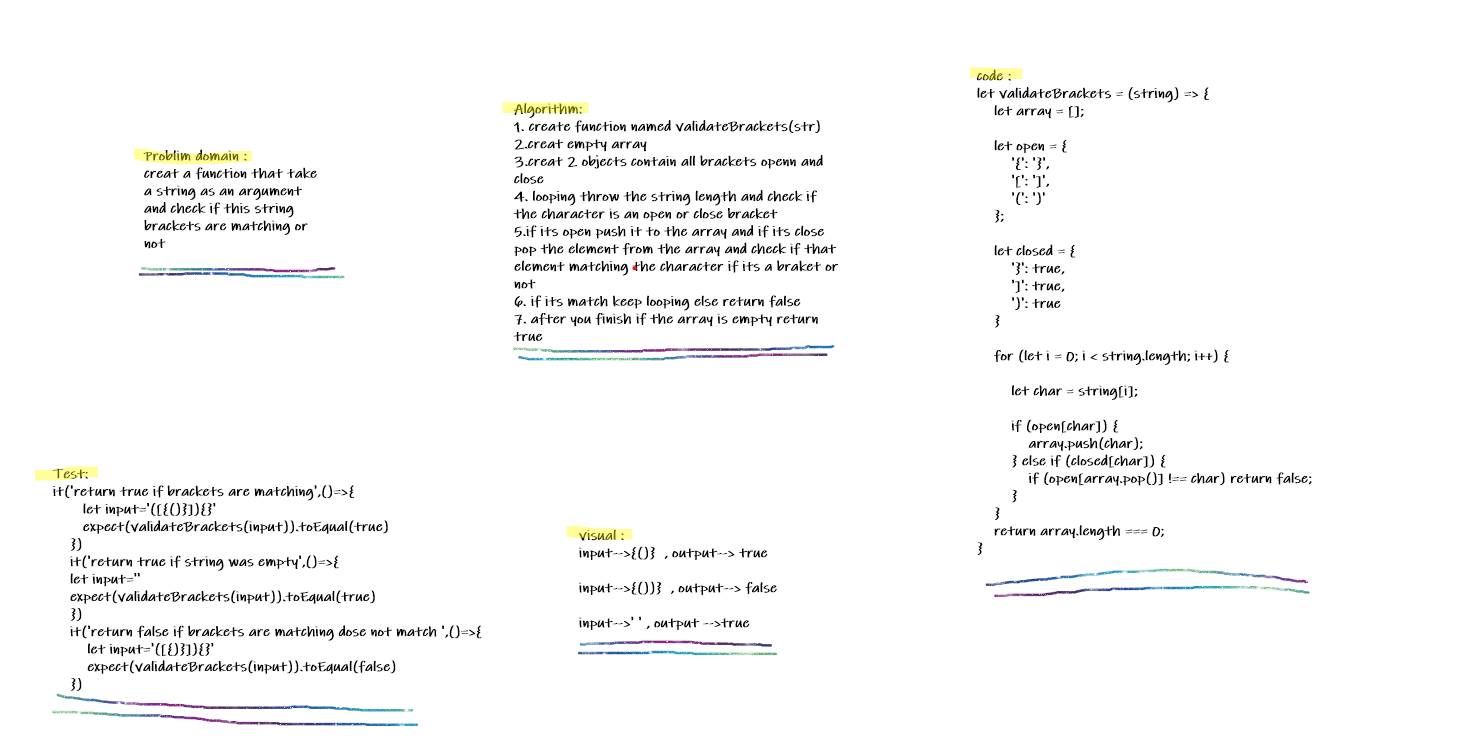 Problim domain :
creat a function that take
a string as an argument
and check if this string
brackets are matching or
not
Algorithm:
1. create function named validateBrackets(str)
2.creat empty array
3.creat 2 objects contain all brackets openn and
close
4. looping throw the string length and check if
the character is an open or close bracket
5.if its open push it to the array and if its close
pop the element from the array and check if that
element matching the character if its a braket or
not
6. if its match keep looping else return false
7. after you finish if the array is empty return
true
code :
let validateBrackets = (string) => {
let array = [];
let open = {
'{': '}',
'[': ']',
'(': ')'
};
let closed = {
'}': true,
']': true,
')': true
}
for (let i = 0; i < string.length; i++) {
let char = string[i];
if (open[char]) {
array.push(char);
} else if (closed[char]) {
if (open[array.pop()] !== char) return false;
}
}
return array.length === 0;
}
Test:
it('return true if brackets are matching',()=>{
let input='([{()}]){}'
expect(validateBrackets(input)).toEqual(true)
})
it('return true if string was empty',()=>{
let input=''
expect(validateBrackets(input)).toEqual(true)
})
it('return false if brackets are matching dose not match ',()=>{
let input='([{)}]){}'
expect(validateBrackets(input)).toEqual(false)
})
visual :
input-->{()} , output--> true
input-->{())} , output--> false
input-->' ' , output -->true